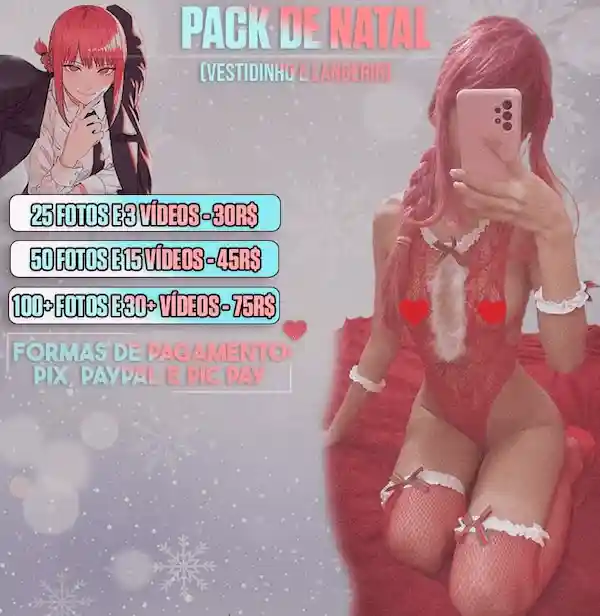 PACK DE NATAL
(VESTIDINHO E LANGERIE)
25 FOTOS E 3 VÍDEOS - 30R$
50 FOTOS E 15 VÍDEOS - 45R$
100+ FOTOS E 30+ VÍDEOS - 75R$
FORMAS DE PAGAMENTO:
PIX, PAYPAL E PIC PAY